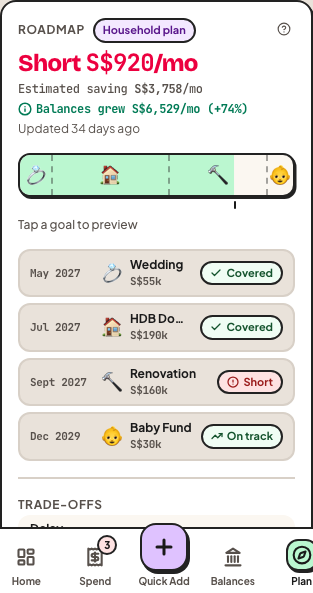 ROADMAP Household plan
Short S$920/mo
Estimated saving S$3,758/mo
Balances grew S$6,529/mo (+74%)
Updated 34 days ago
Tap a goal to preview
May 2027 Wedding Covered
S$55k
Jul 2027 HDB Do... Covered
S$190k
Sept 2027 Renovation Short
S$160k
Dec 2029 Baby Fund On track
S$30k
TRADE-OFFS
3
Home Spend Quick Add Balances Plan